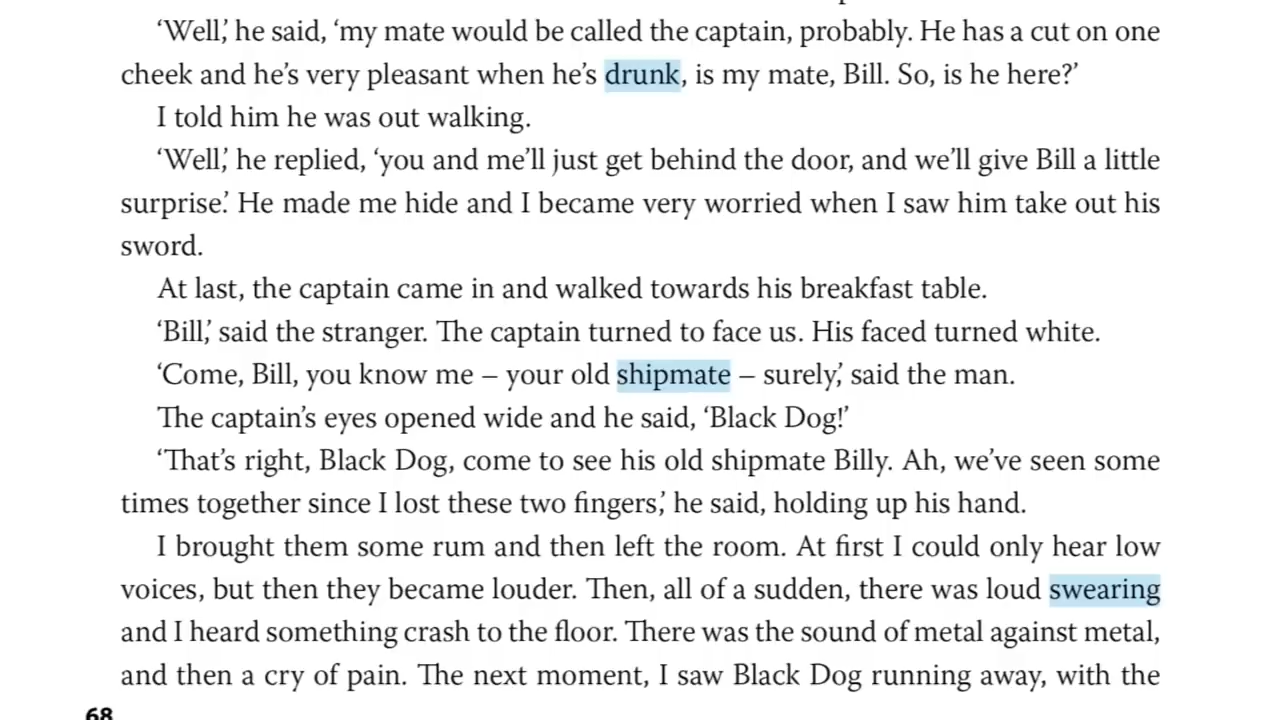 ‘Well,’ he said, ‘my mate would be called the captain, probably. He has a cut on one
cheek and he’s very pleasant when he’s drunk, is my mate, Bill. So, is he here?’
I told him he was out walking.
‘Well,’ he replied, ‘you and me’ll just get behind the door, and we’ll give Bill a little
surprise.’ He made me hide and I became very worried when I saw him take out his
sword.
At last, the captain came in and walked towards his breakfast table.
‘Bill,’ said the stranger. The captain turned to face us. His faced turned white.
‘Come, Bill, you know me – your old shipmate – surely,’ said the man.
The captain’s eyes opened wide and he said, ‘Black Dog!’
‘That’s right, Black Dog, come to see his old shipmate Billy. Ah, we’ve seen some
times together since I lost these two fingers,’ he said, holding up his hand.
I brought them some rum and then left the room. At first I could only hear low
voices, but then they became louder. Then, all of a sudden, there was loud swearing
and I heard something crash to the floor. There was the sound of metal against metal,
and then a cry of pain. The next moment, I saw Black Dog running away, with the
68